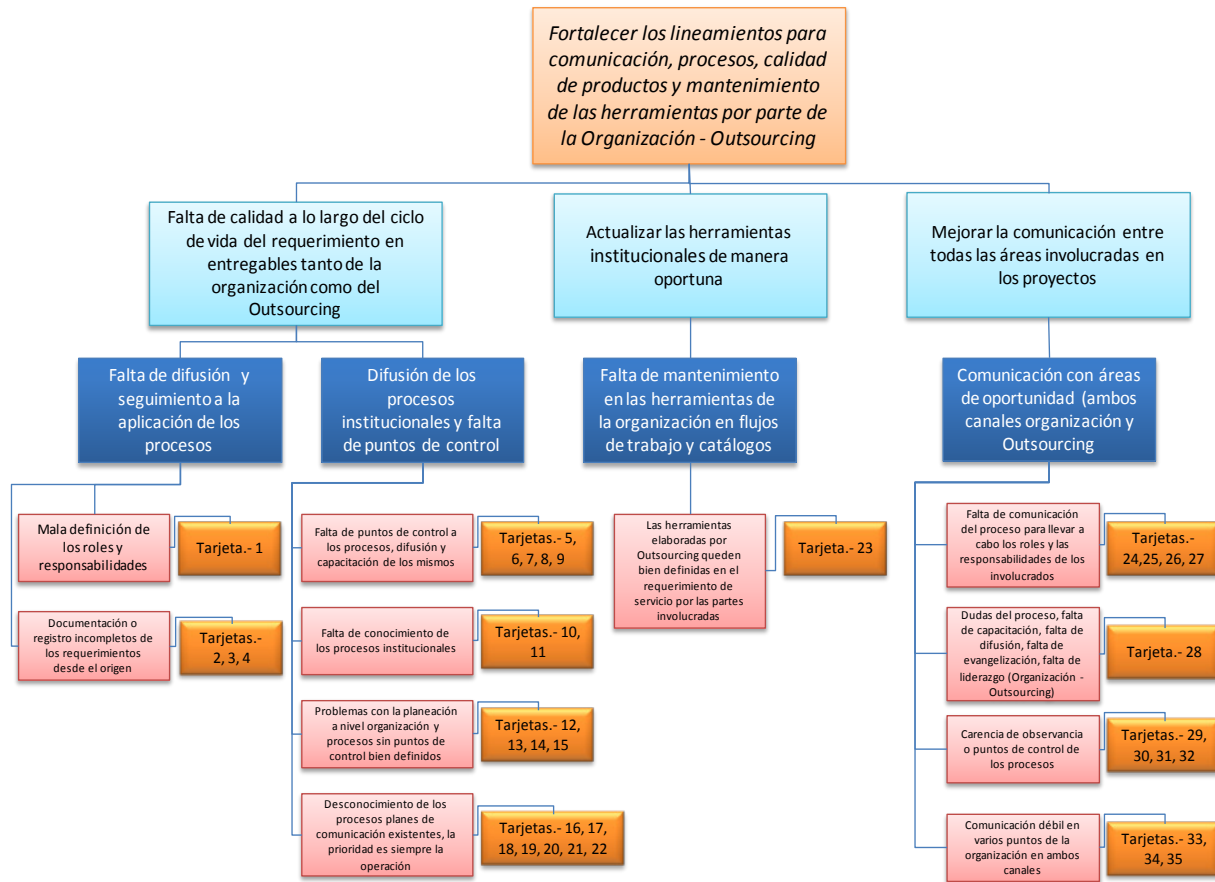 Fortalecer los lineamientos para
comunicación, procesos, calidad
de productos y mantenimiento
de las herramientas por parte de
la Organización - Outsourcing
Falta de calidad a lo largo del ciclo
de vida del requerimiento en
entregables tanto de la
organización como del
Outsourcing
Actualizar las herramientas
institucionales de manera
oportuna
Mejorar la comunicación entre
todas las áreas involucradas en
los proyectos
Falta de difusión y
seguimiento a la
aplicación de los
procesos
Difusión de los
procesos
institucionales y falta
de puntos de control
Falta de mantenimiento
en las herramientas de
la organización en flujos
de trabajo y catálogos
Comunicación con áreas
de oportunidad (ambos
canales organización y
Outsourcing
Mala definición de
los roles y
responsabilidades
Tarjeta.- 1
Documentación o
registro incompletos de
los requerimientos
desde el origen
Tarjetas.-
2, 3, 4
Falta de puntos de control a
los procesos, difusión y
capacitación de los mismos
Tarjetas.- 5,
6, 7, 8, 9
Falta de conocimiento de
los procesos institucionales
Tarjetas.- 10,
11
Problemas con la planeación
a nivel organización y
procesos sin puntos de
control bien definidos
Tarjetas.- 12,
13, 14, 15
Desconocimiento de los
procesos planes de
comunicación existentes, la
prioridad es siempre la
operación
Tarjetas.- 16, 17,
18, 19, 20, 21, 22
Las herramientas
elaboradas por
Outsourcing queden
bien definidas en el
requerimiento de
servicio por las partes
involucradas
Tarjeta.- 23
Falta de comunicación
del proceso para llevar a
cabo los roles y las
responsabilidades de los
involucrados
Tarjetas.-
24,25, 26, 27
Dudas del proceso, falta de
capacitación, falta de
difusión, falta de
evangelización, falta de
liderazgo (Organización -
Outsourcing)
Tarjeta.- 28
Carencia de observancia
o puntos de control de
los procesos
Tarjetas.- 29,
30, 31, 32
Comunicación débil en
varios puntos de la
organización en ambos
canales
Tarjetas.- 33,
34, 35